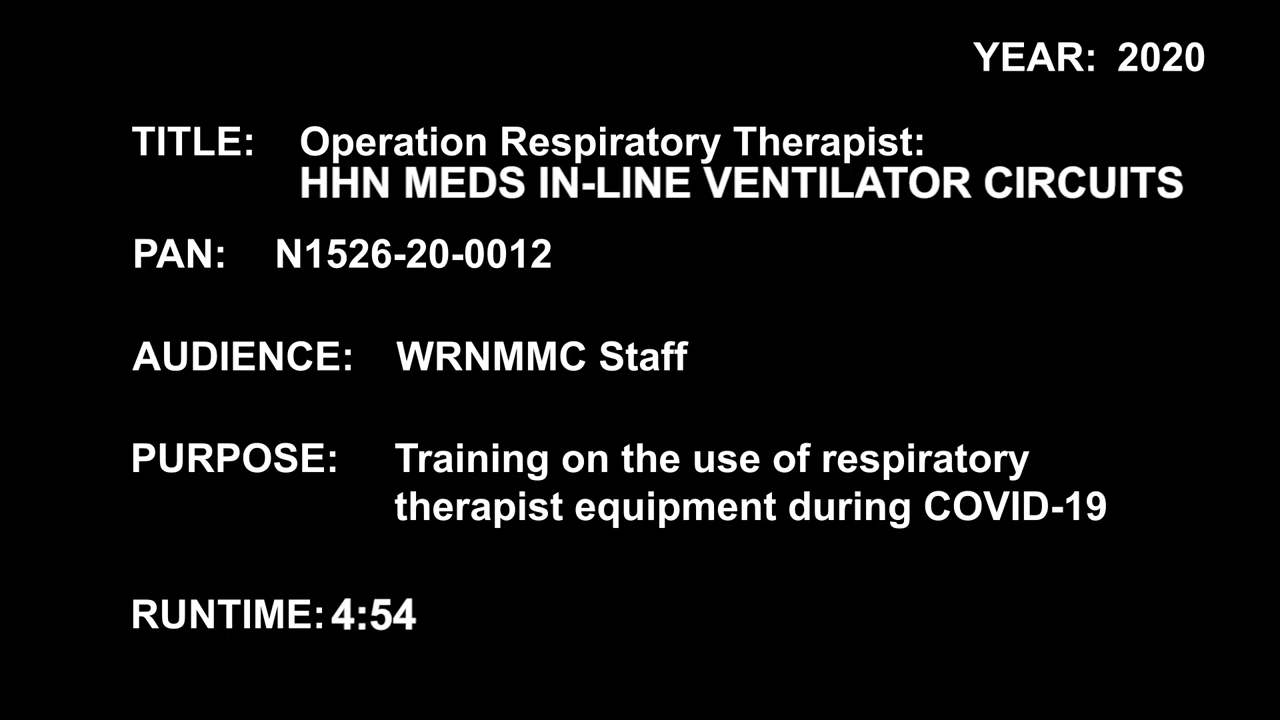 YEAR: 2020
TITLE: Operation Respiratory Therapist:
HHN MEDS IN-LINE VENTILATOR CIRCUITS
PAN: N1526-20-0012
AUDIENCE: WRNMMC Staff
PURPOSE: Training on the use of respiratory
therapist equipment during COVID-19
RUNTIME: 4:54